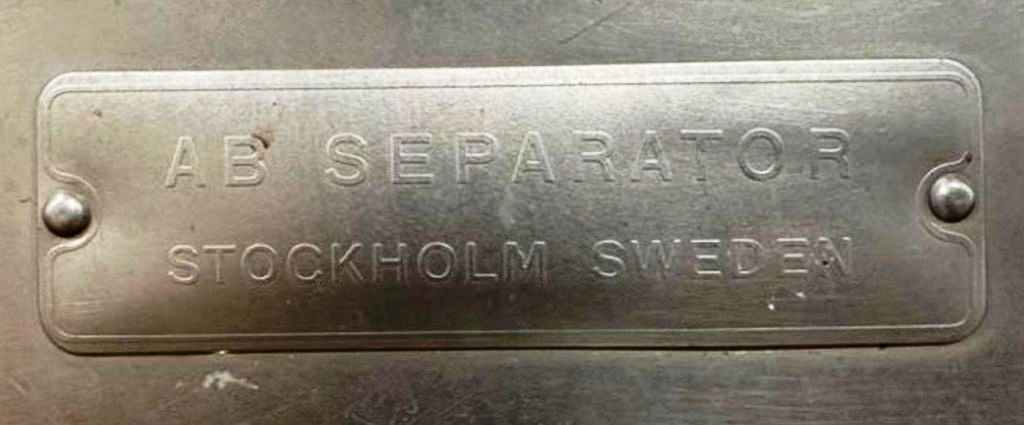 AB SEPARATOR
STOCKHOLM SWEDEN